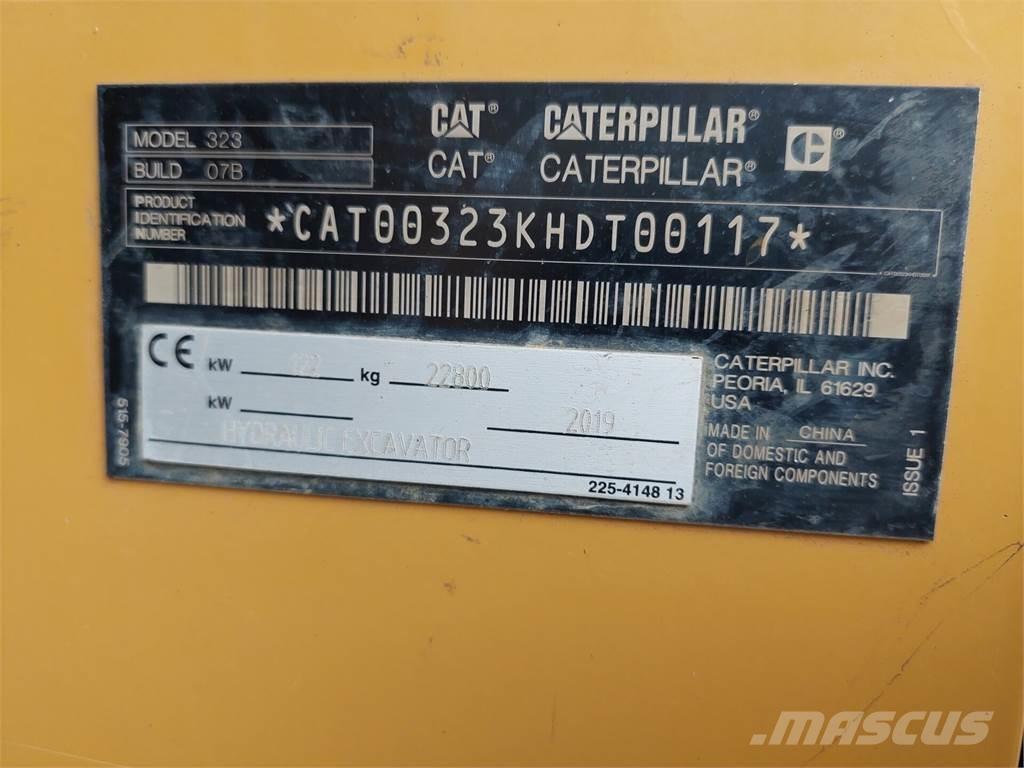 CAT® CATERPILLAR® ®
CAT® CATERPILLAR®
MODEL 323
BUILD 07B
PRODUCT
IDENTIFICATION
NUMBER
*CAT00323KHDT00117*
CE kW kg 22800
kW 2019
HYDRAULIC EXCAVATOR
225-4148 13
515-7905
CATERPILLAR INC.
PEORIA, IL 61629
USA
MADE IN CHINA
OF DOMESTIC AND
FOREIGN COMPONENTS
ISSUE 1
MASCUS